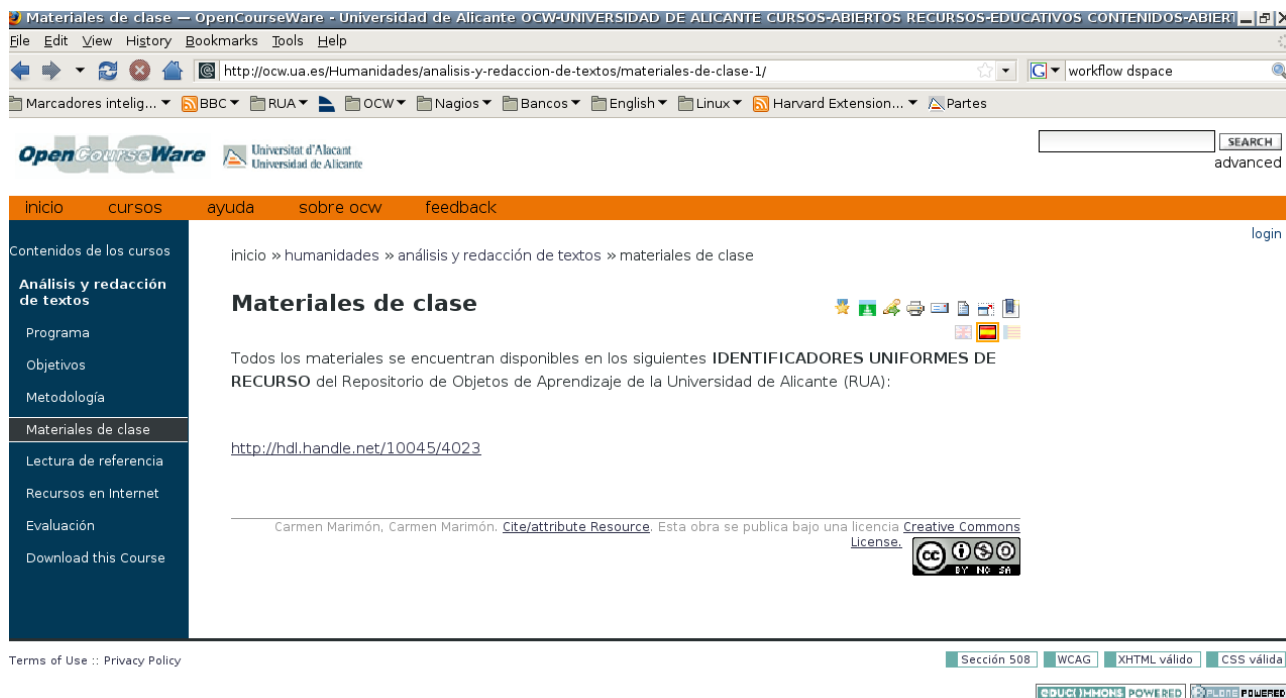 Materiales de clase — OpenCourseWare - Universidad de Alicante OCW-UNIVERSIDAD DE ALICANTE CURSOS-ABIERTOS RECURSOS-EDUCATIVOS CONTENIDOS-ABIERT
File Edit View History Bookmarks Tools Help
http://ocw.ua.es/Humanidades/analisis-y-redaccion-de-textos/materiales-de-clase-1/ workflow dspace
Marcadores intelig... BBC RUA OCW Nagios Bancos English Linux Harvard Extension... Partes
OpenCourseWare
Universitat d'Alacant
Universidad de Alicante
SEARCH
advanced
inicio cursos ayuda sobre ocw feedback
login
Contenidos de los cursos
Análisis y redacción
de textos
Programa
Objetivos
Metodología
Materiales de clase
Lectura de referencia
Recursos en Internet
Evaluación
Download this Course
inicio » humanidades » análisis y redacción de textos » materiales de clase
Materiales de clase
Todos los materiales se encuentran disponibles en los siguientes IDENTIFICADORES UNIFORMES DE
RECURSO del Repositorio de Objetos de Aprendizaje de la Universidad de Alicante (RUA):
http://hdl.handle.net/10045/4023
Carmen Marimón, Carmen Marimón. Cite/attribute Resource. Esta obra se publica bajo una licencia Creative Commons
License.
cc
BY NO SA
Terms of Use :: Privacy Policy
Sección 508 WCAG XHTML válido CSS válida
EDUC()MMONS POWERED PLONE POWERED